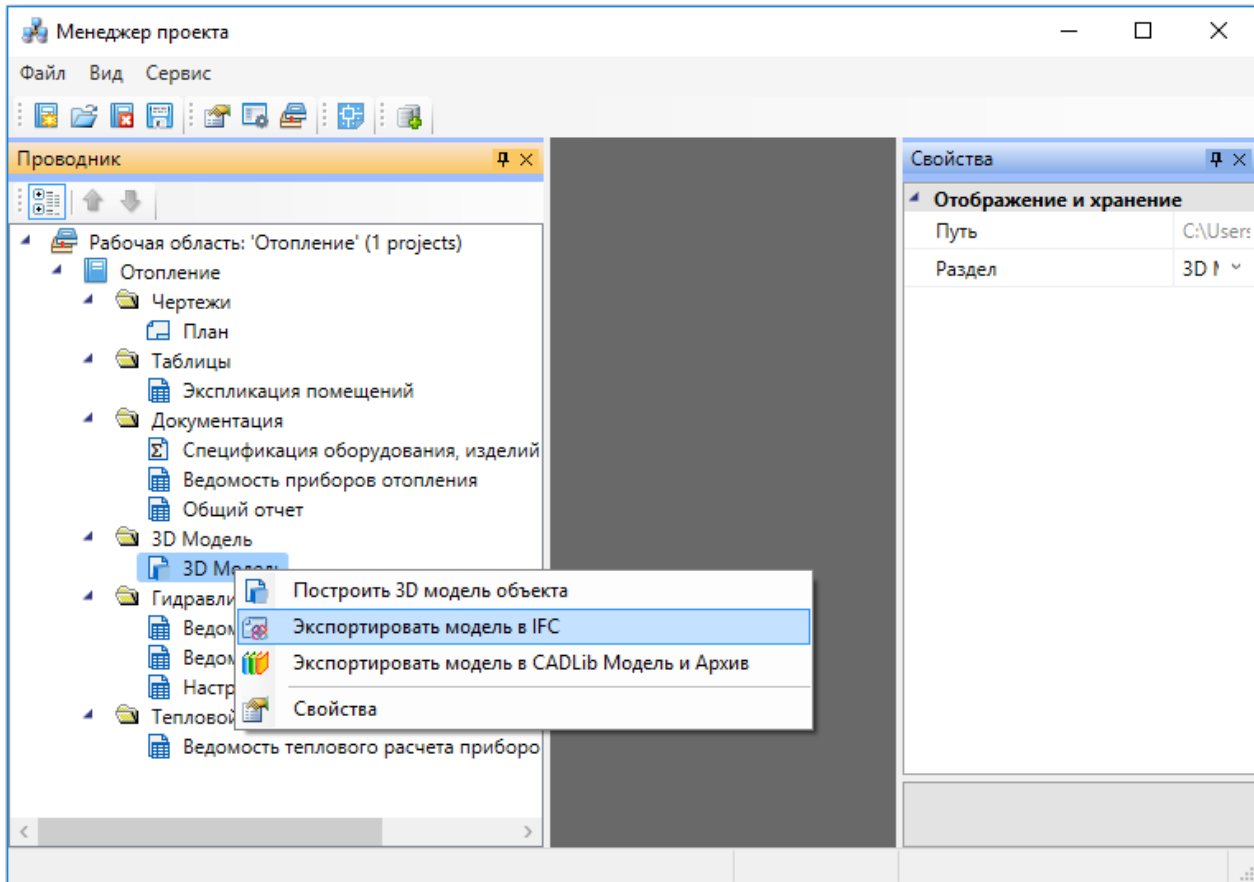 Менеджер проекта
Файл Вид Сервис
Проводник
Рабочая область: 'Отопление' (1 projects)
Отопление
Чертежи
План
Таблицы
Экспликация помещений
Документация
Спецификация оборудования, изделий
Ведомость приборов отопления
Общий отчет
3D Модель
3D Модель
Гидравли
Ведом
Ведом
Настр
Тепловой
Ведомость теплового расчета приборо
Построить 3D модель объекта
Экспортировать модель в IFC
Экспортировать модель в CADLib Модель и Архив
Свойства
Свойства
Отображение и хранение
Путь C:\Users
Раздел 3D